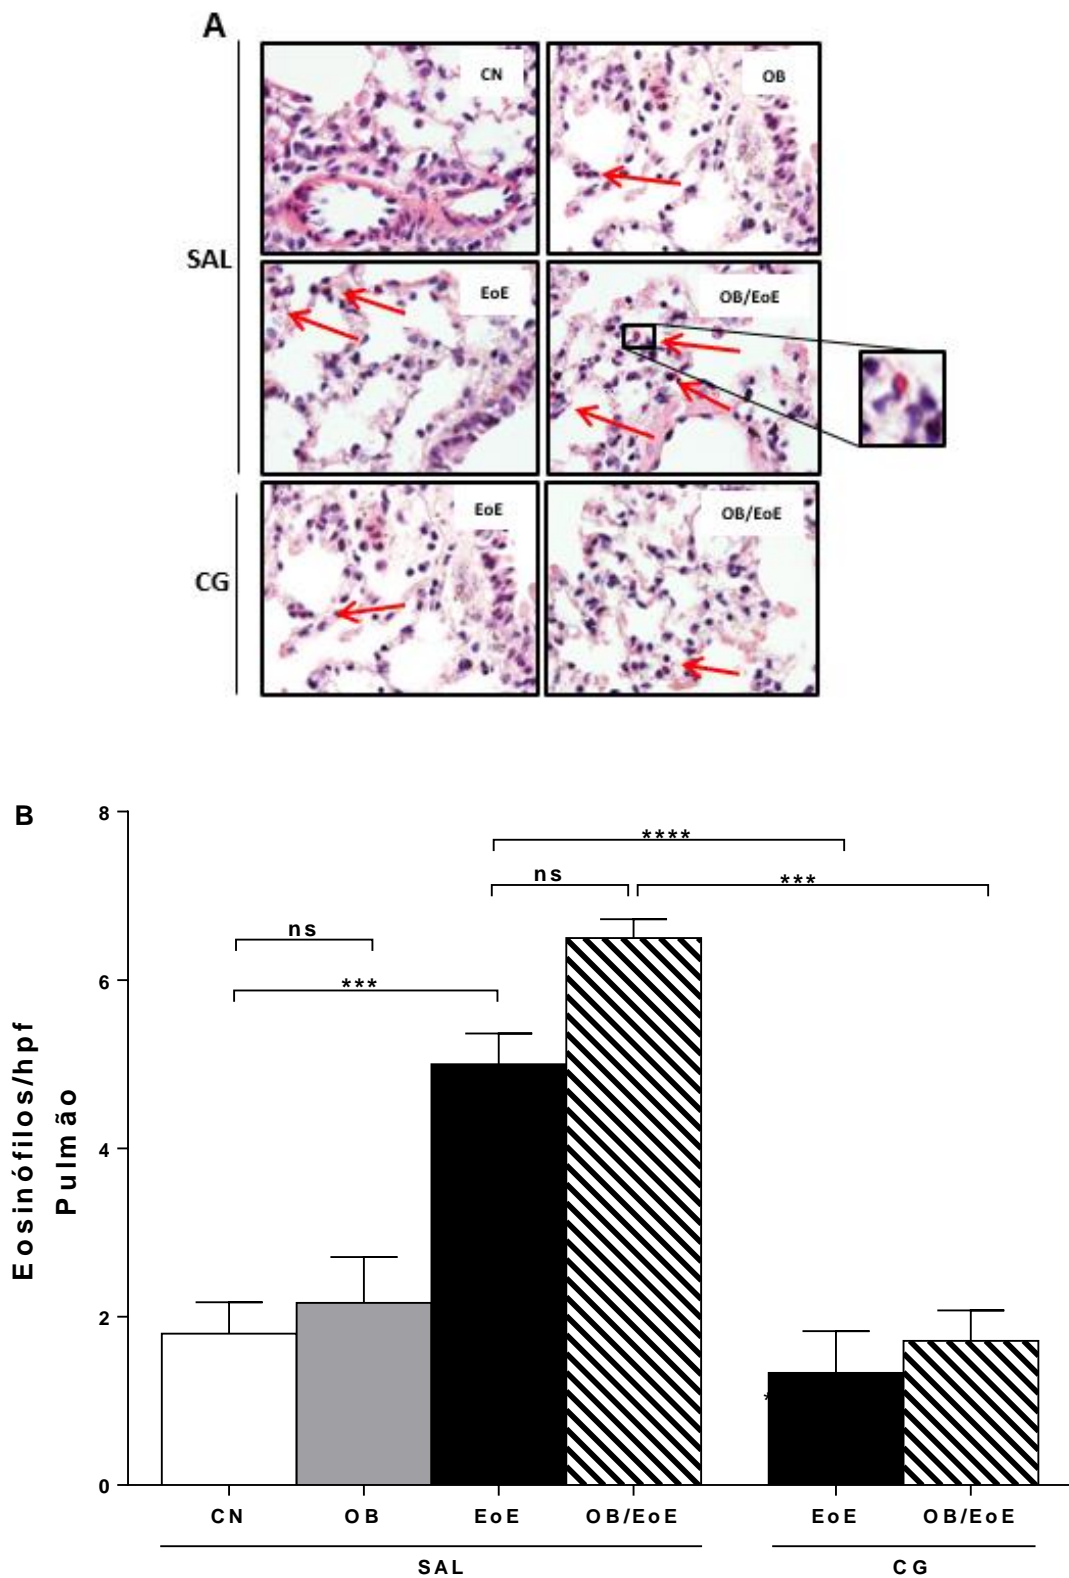 A
CN
OB
SAL
EoE
OB/EoE
CG
EoE
OB/EoE
B
8
6
4
2
0
Eosinófilos/hpf
Pulmão
****
ns
***
ns
***
*
CN
OB
EoE
OB/EoE
EoE
OB/EoE
SAL
CG